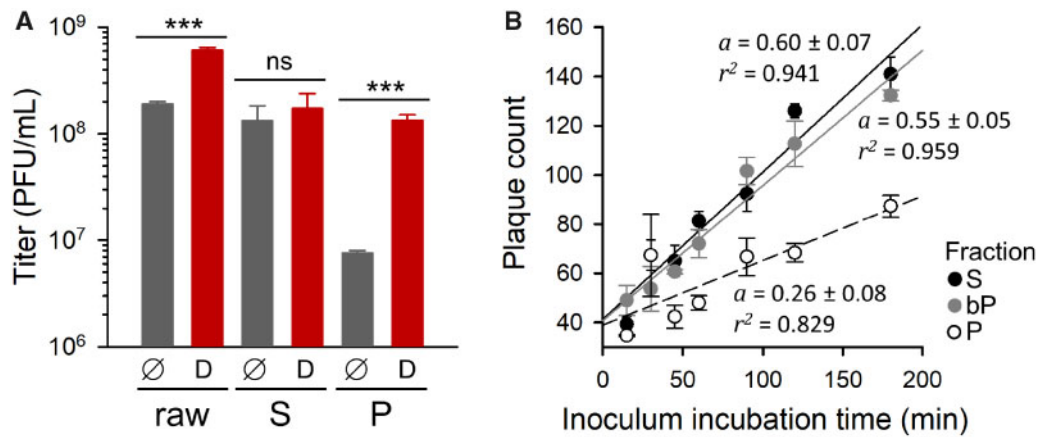 A
Titer (PFU/mL)
10⁹
10⁸
10⁷
10⁶
***
ns
***
∅ D ∅ D ∅ D
raw S P
B
Plaque count
160
140
120
100
80
60
40
a = 0.60 ± 0.07
r² = 0.941
a = 0.55 ± 0.05
r² = 0.959
a = 0.26 ± 0.08
r² = 0.829
Fraction
S
bP
P
0 50 100 150 200
Inoculum incubation time (min)